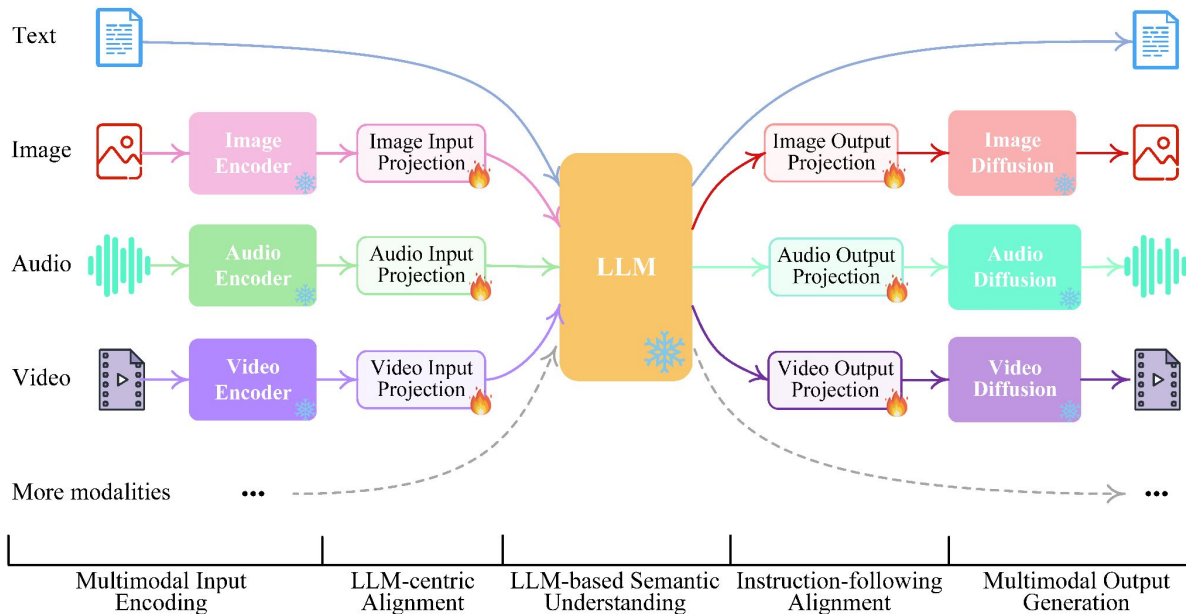 Text
Image
Image
Encoder
Image Input
Projection
Image Output
Projection
Image
Diffusion
Audio
Audio
Encoder
Audio Input
Projection
LLM
Audio Output
Projection
Audio
Diffusion
Video
Video
Encoder
Video Input
Projection
Video Output
Projection
Video
Diffusion
More modalities
...
...
Multimodal Input
Encoding
LLM-centric
Alignment
LLM-based Semantic
Understanding
Instruction-following
Alignment
Multimodal Output
Generation